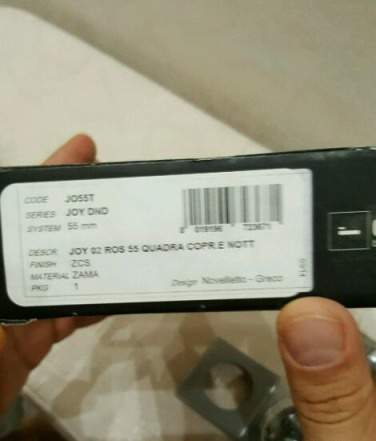 CODE JO55T
SERIES JOY DND
SYSTEM 55 mm
DESCR. JOY 02 ROS 55 QUADRA COPR.E NOTT
FINISH ZCS
MATERIAL ZAMA
PKG 1
Design Novelletto - Greco